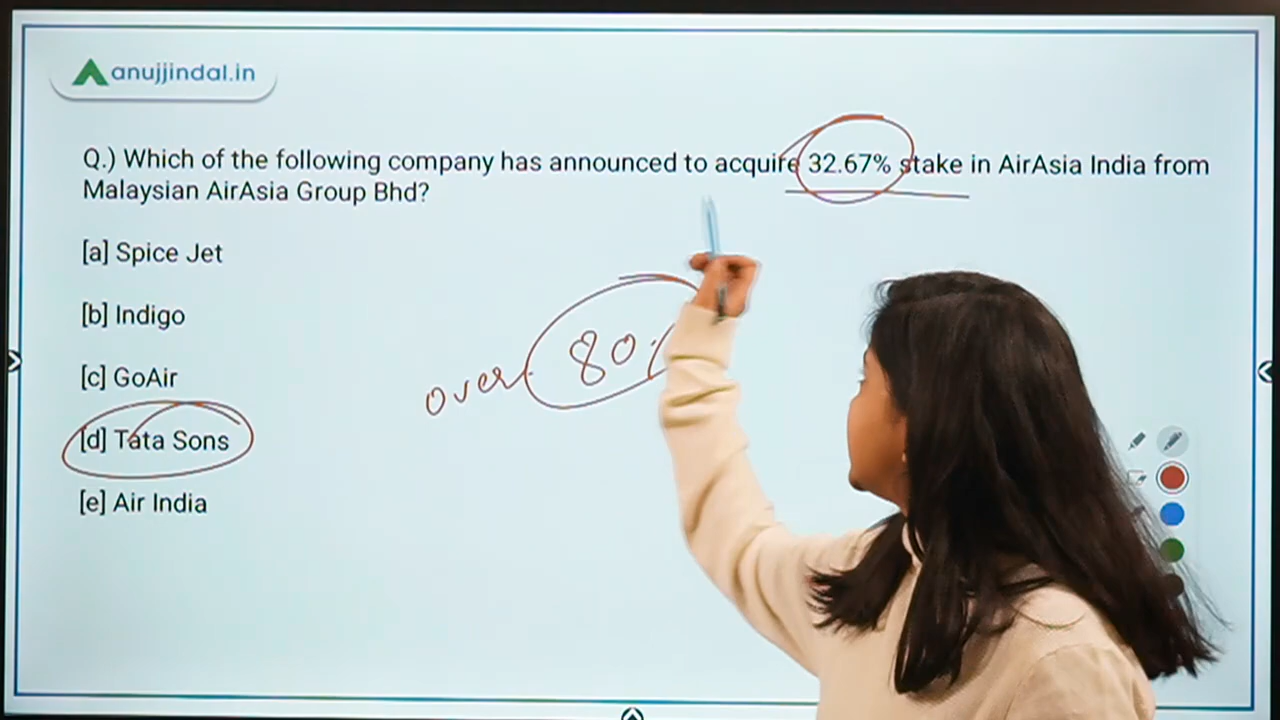 anujjindal.in
Q.) Which of the following company has announced to acquire 32.67% stake in AirAsia India from
Malaysian AirAsia Group Bhd?
[a] Spice Jet
[b] Indigo
over 80%
[c] GoAir
[d] Tata Sons
[e] Air India